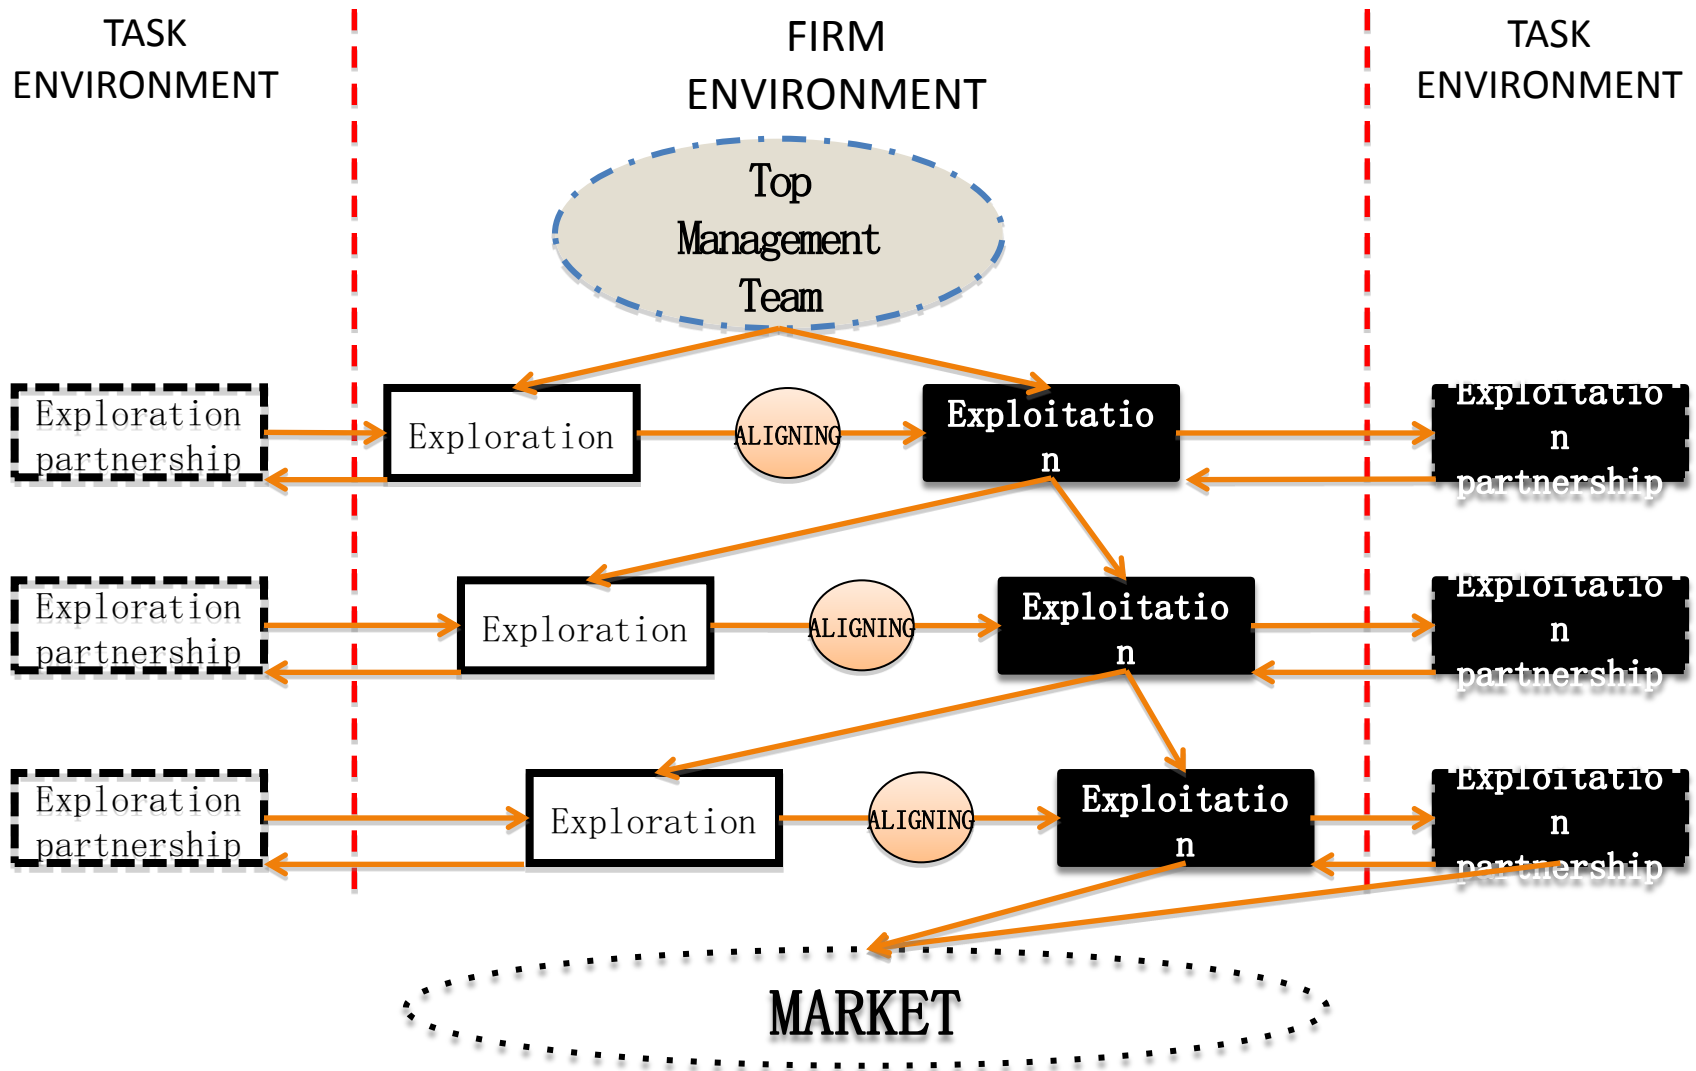 TASK
ENVIRONMENT
FIRM
ENVIRONMENT
TASK
ENVIRONMENT
Top
Management
Team
Exploration
partnership
Exploration
ALIGNING
Exploitatio
n
Exploitatio
n
partnership
Exploration
partnership
Exploration
ALIGNING
Exploitatio
n
Exploitatio
n
partnership
Exploration
partnership
Exploration
ALIGNING
Exploitatio
n
Exploitatio
n
partnership
MARKET